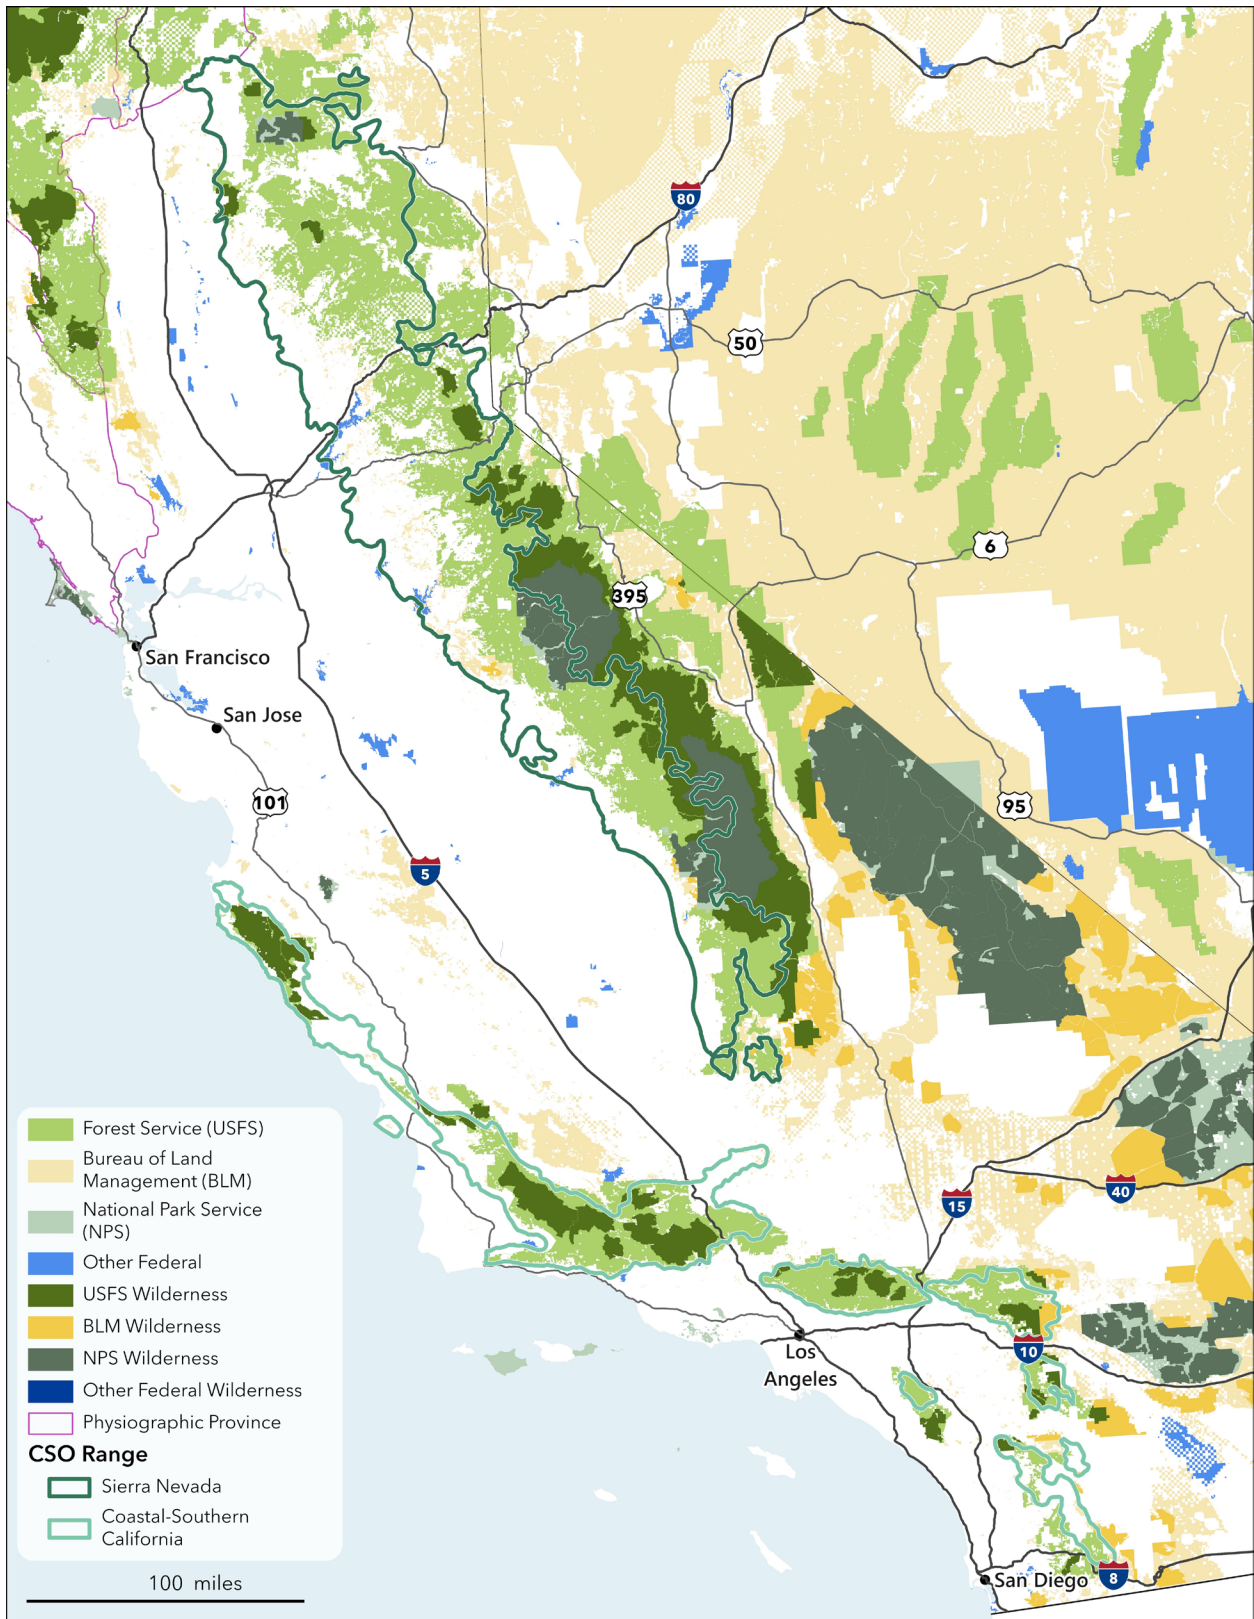 80
50
6
395
San Francisco
San Jose
101
95
5
Forest Service (USFS)
Bureau of Land
Management (BLM)
National Park Service
(NPS)
Other Federal
USFS Wilderness
BLM Wilderness
NPS Wilderness
Other Federal Wilderness
Physiographic Province
CSO Range
Sierra Nevada
Coastal-Southern
California
100 miles
40
15
10
Los
Angeles
San Diego
8